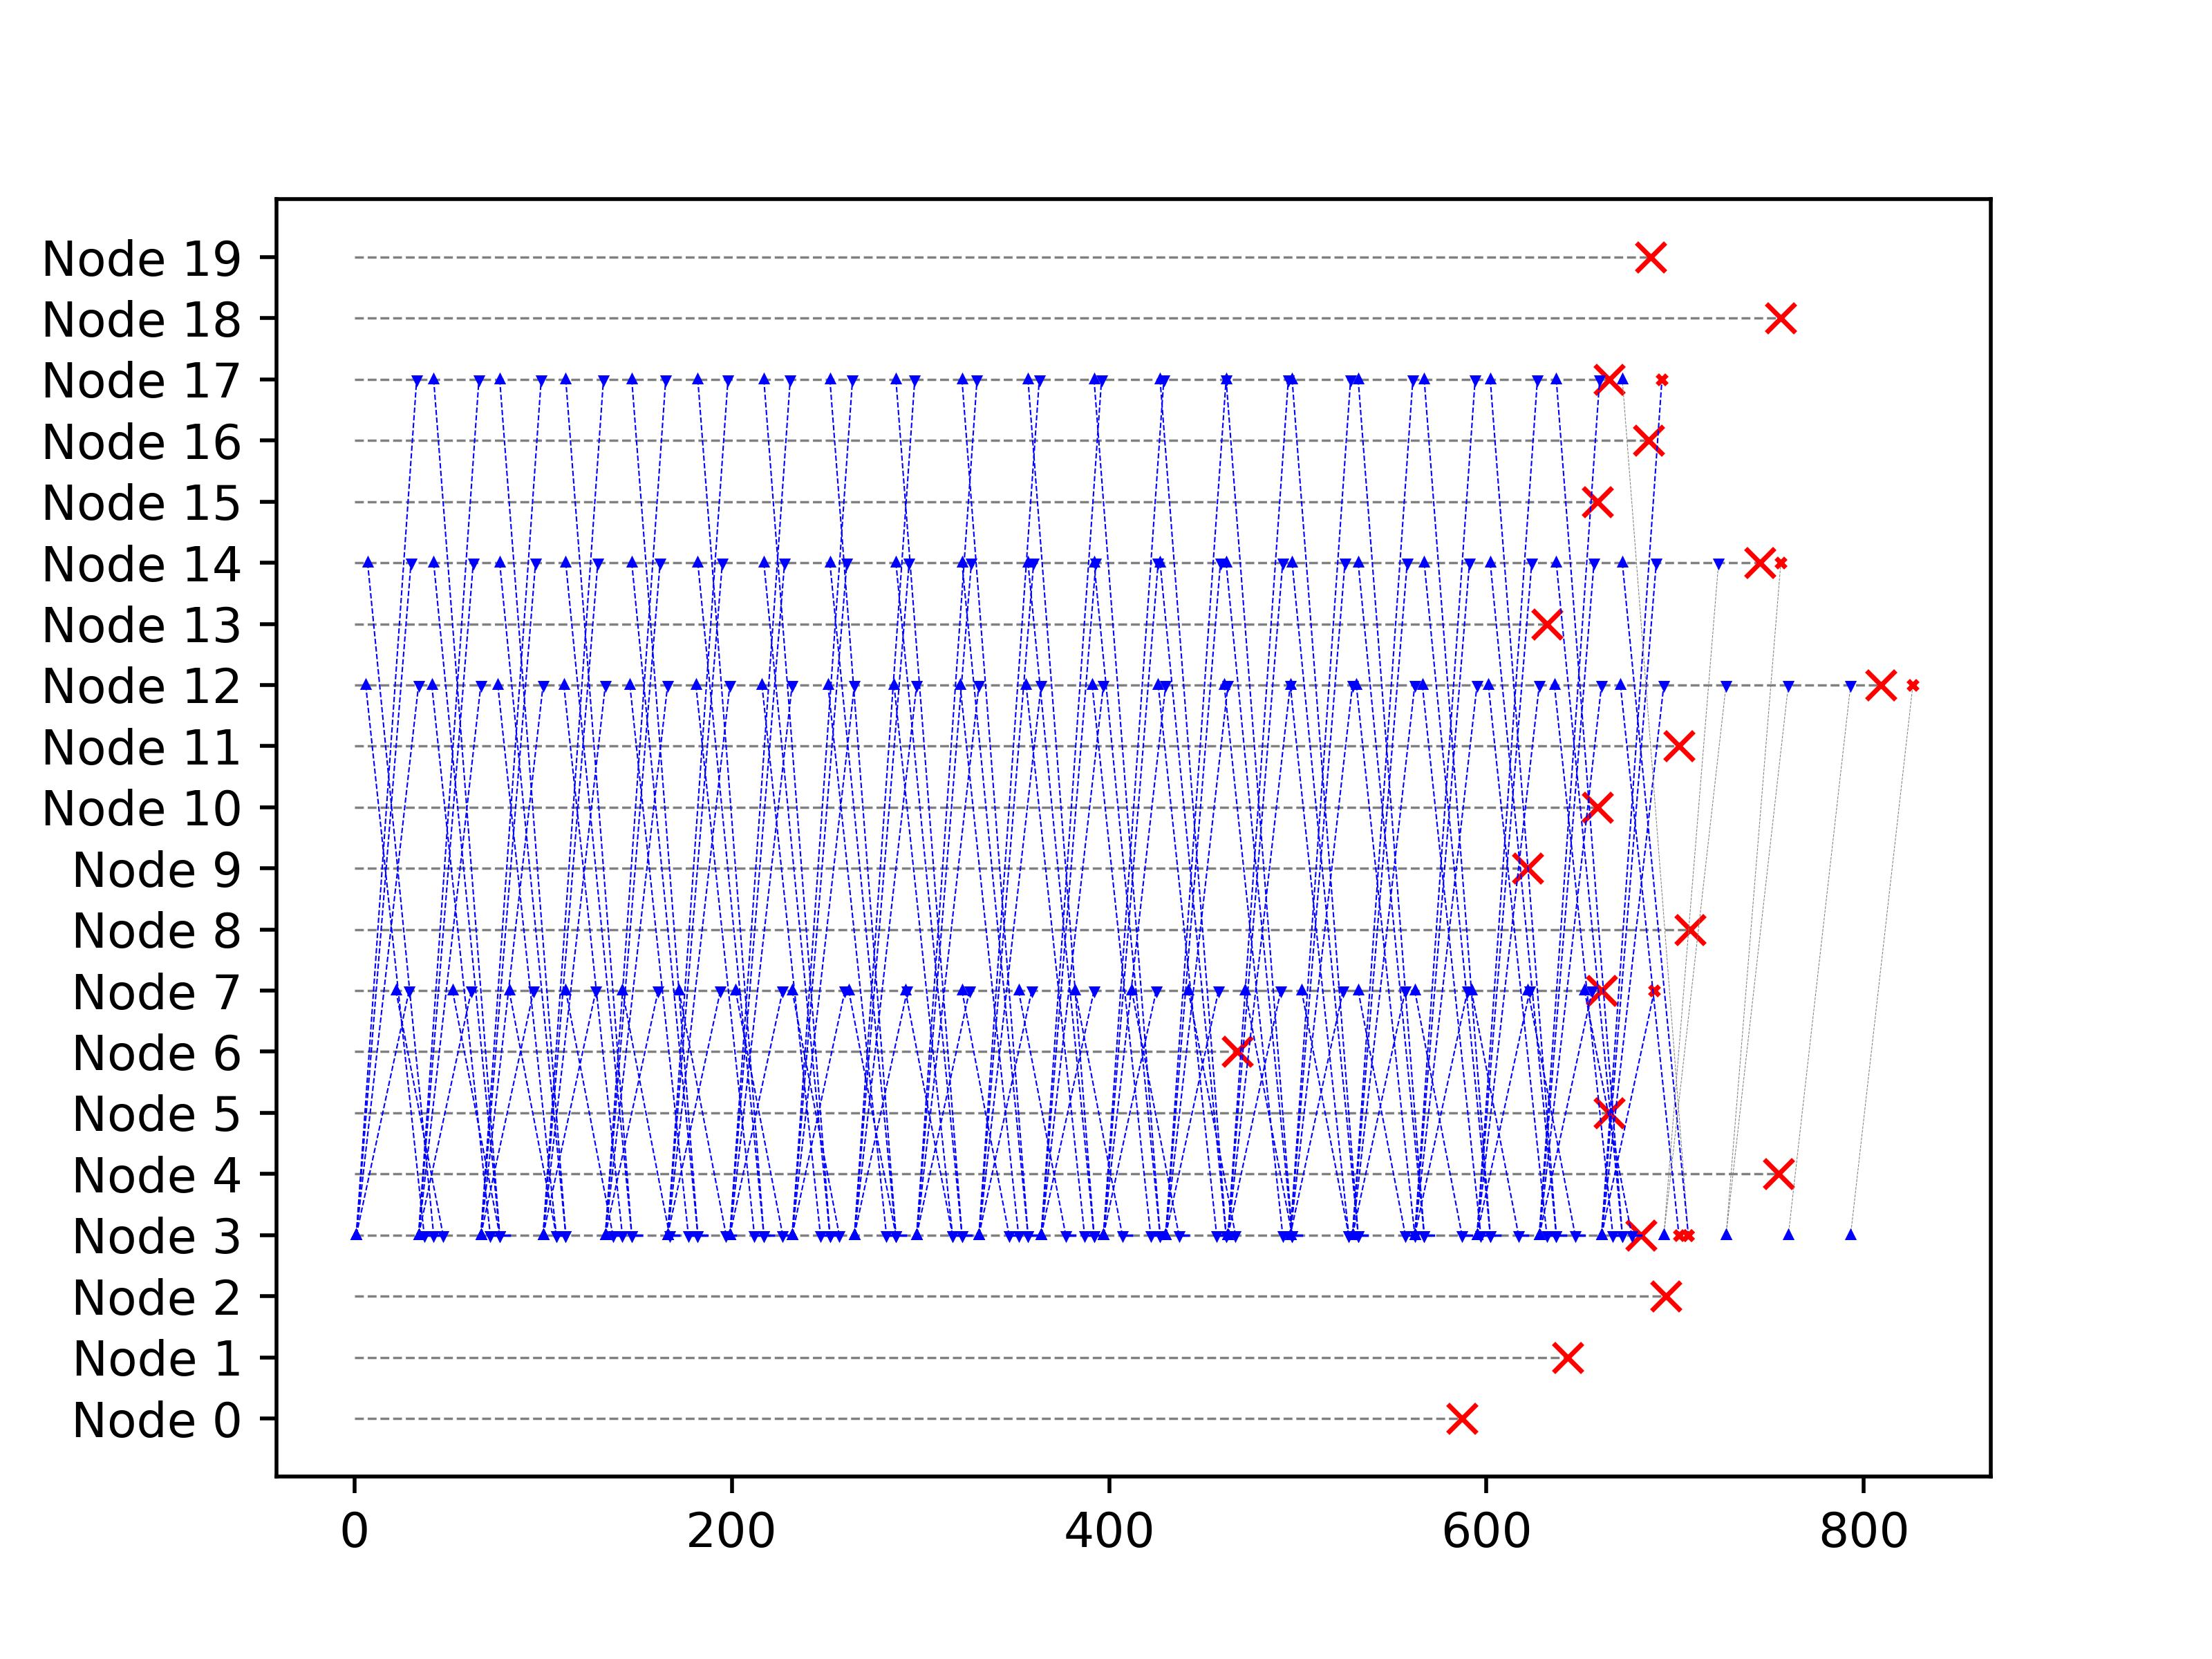 Node 19
Node 18
Node 17
Node 16
Node 15
Node 14
Node 13
Node 12
Node 11
Node 10
Node 9
Node 8
Node 7
Node 6
Node 5
Node 4
Node 3
Node 2
Node 1
Node 0
0 200 400 600 800